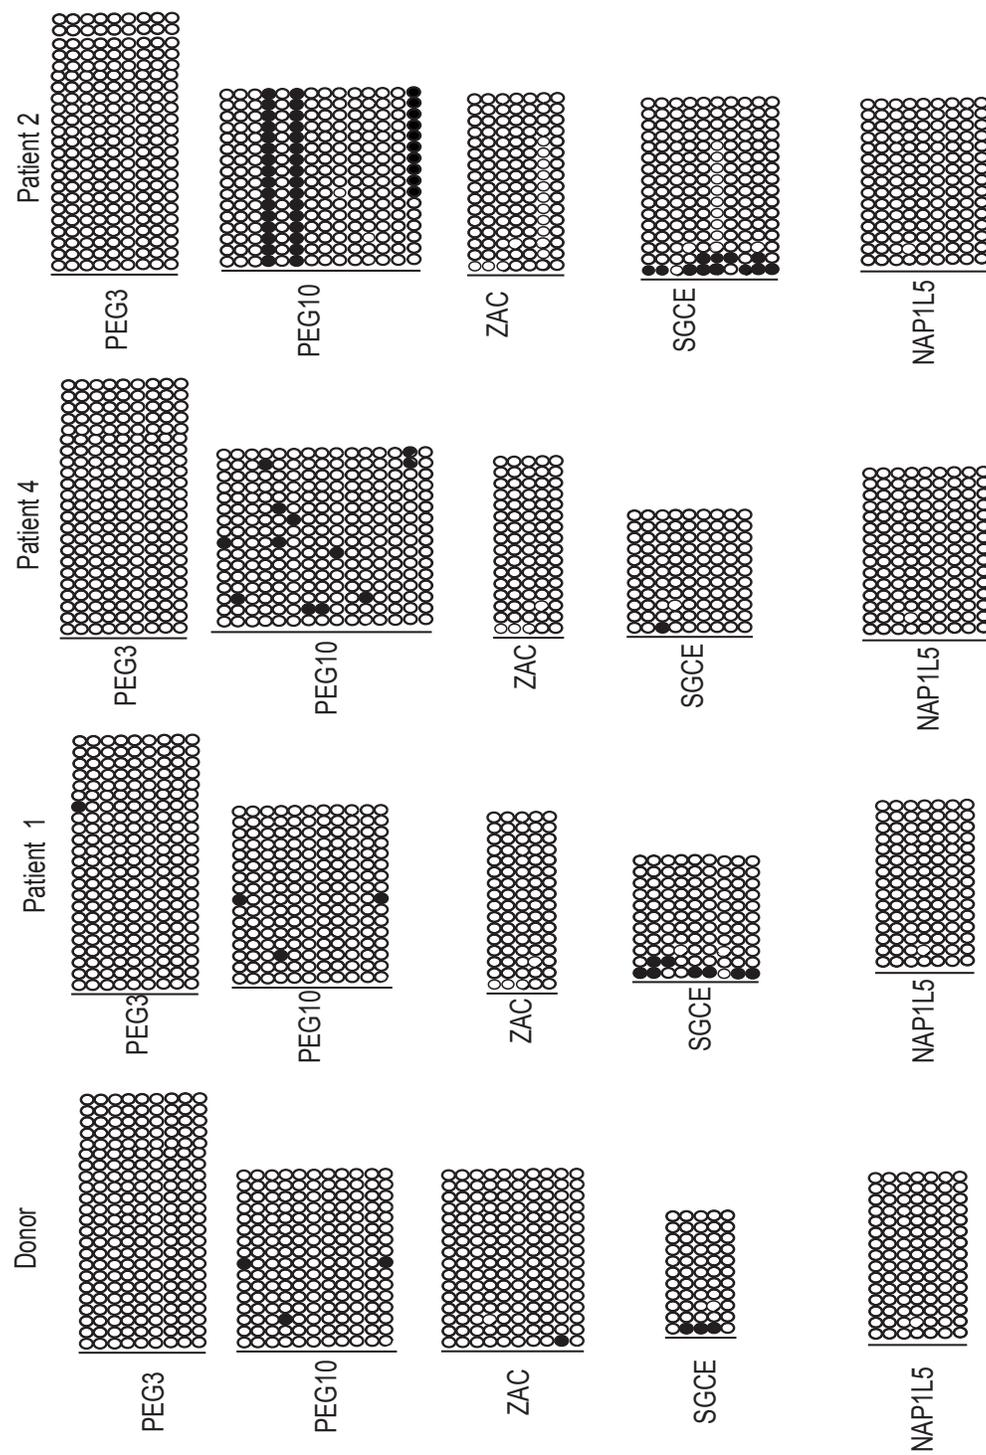 Donor
PEG3
PEG10
ZAC
SGCE
NAP1L5
Patient 1
PEG3
PEG10
ZAC
SGCE
NAP1L5
Patient 4
PEG3
PEG10
ZAC
SGCE
NAP1L5
Patient 2
PEG3
PEG10
ZAC
SGCE
NAP1L5